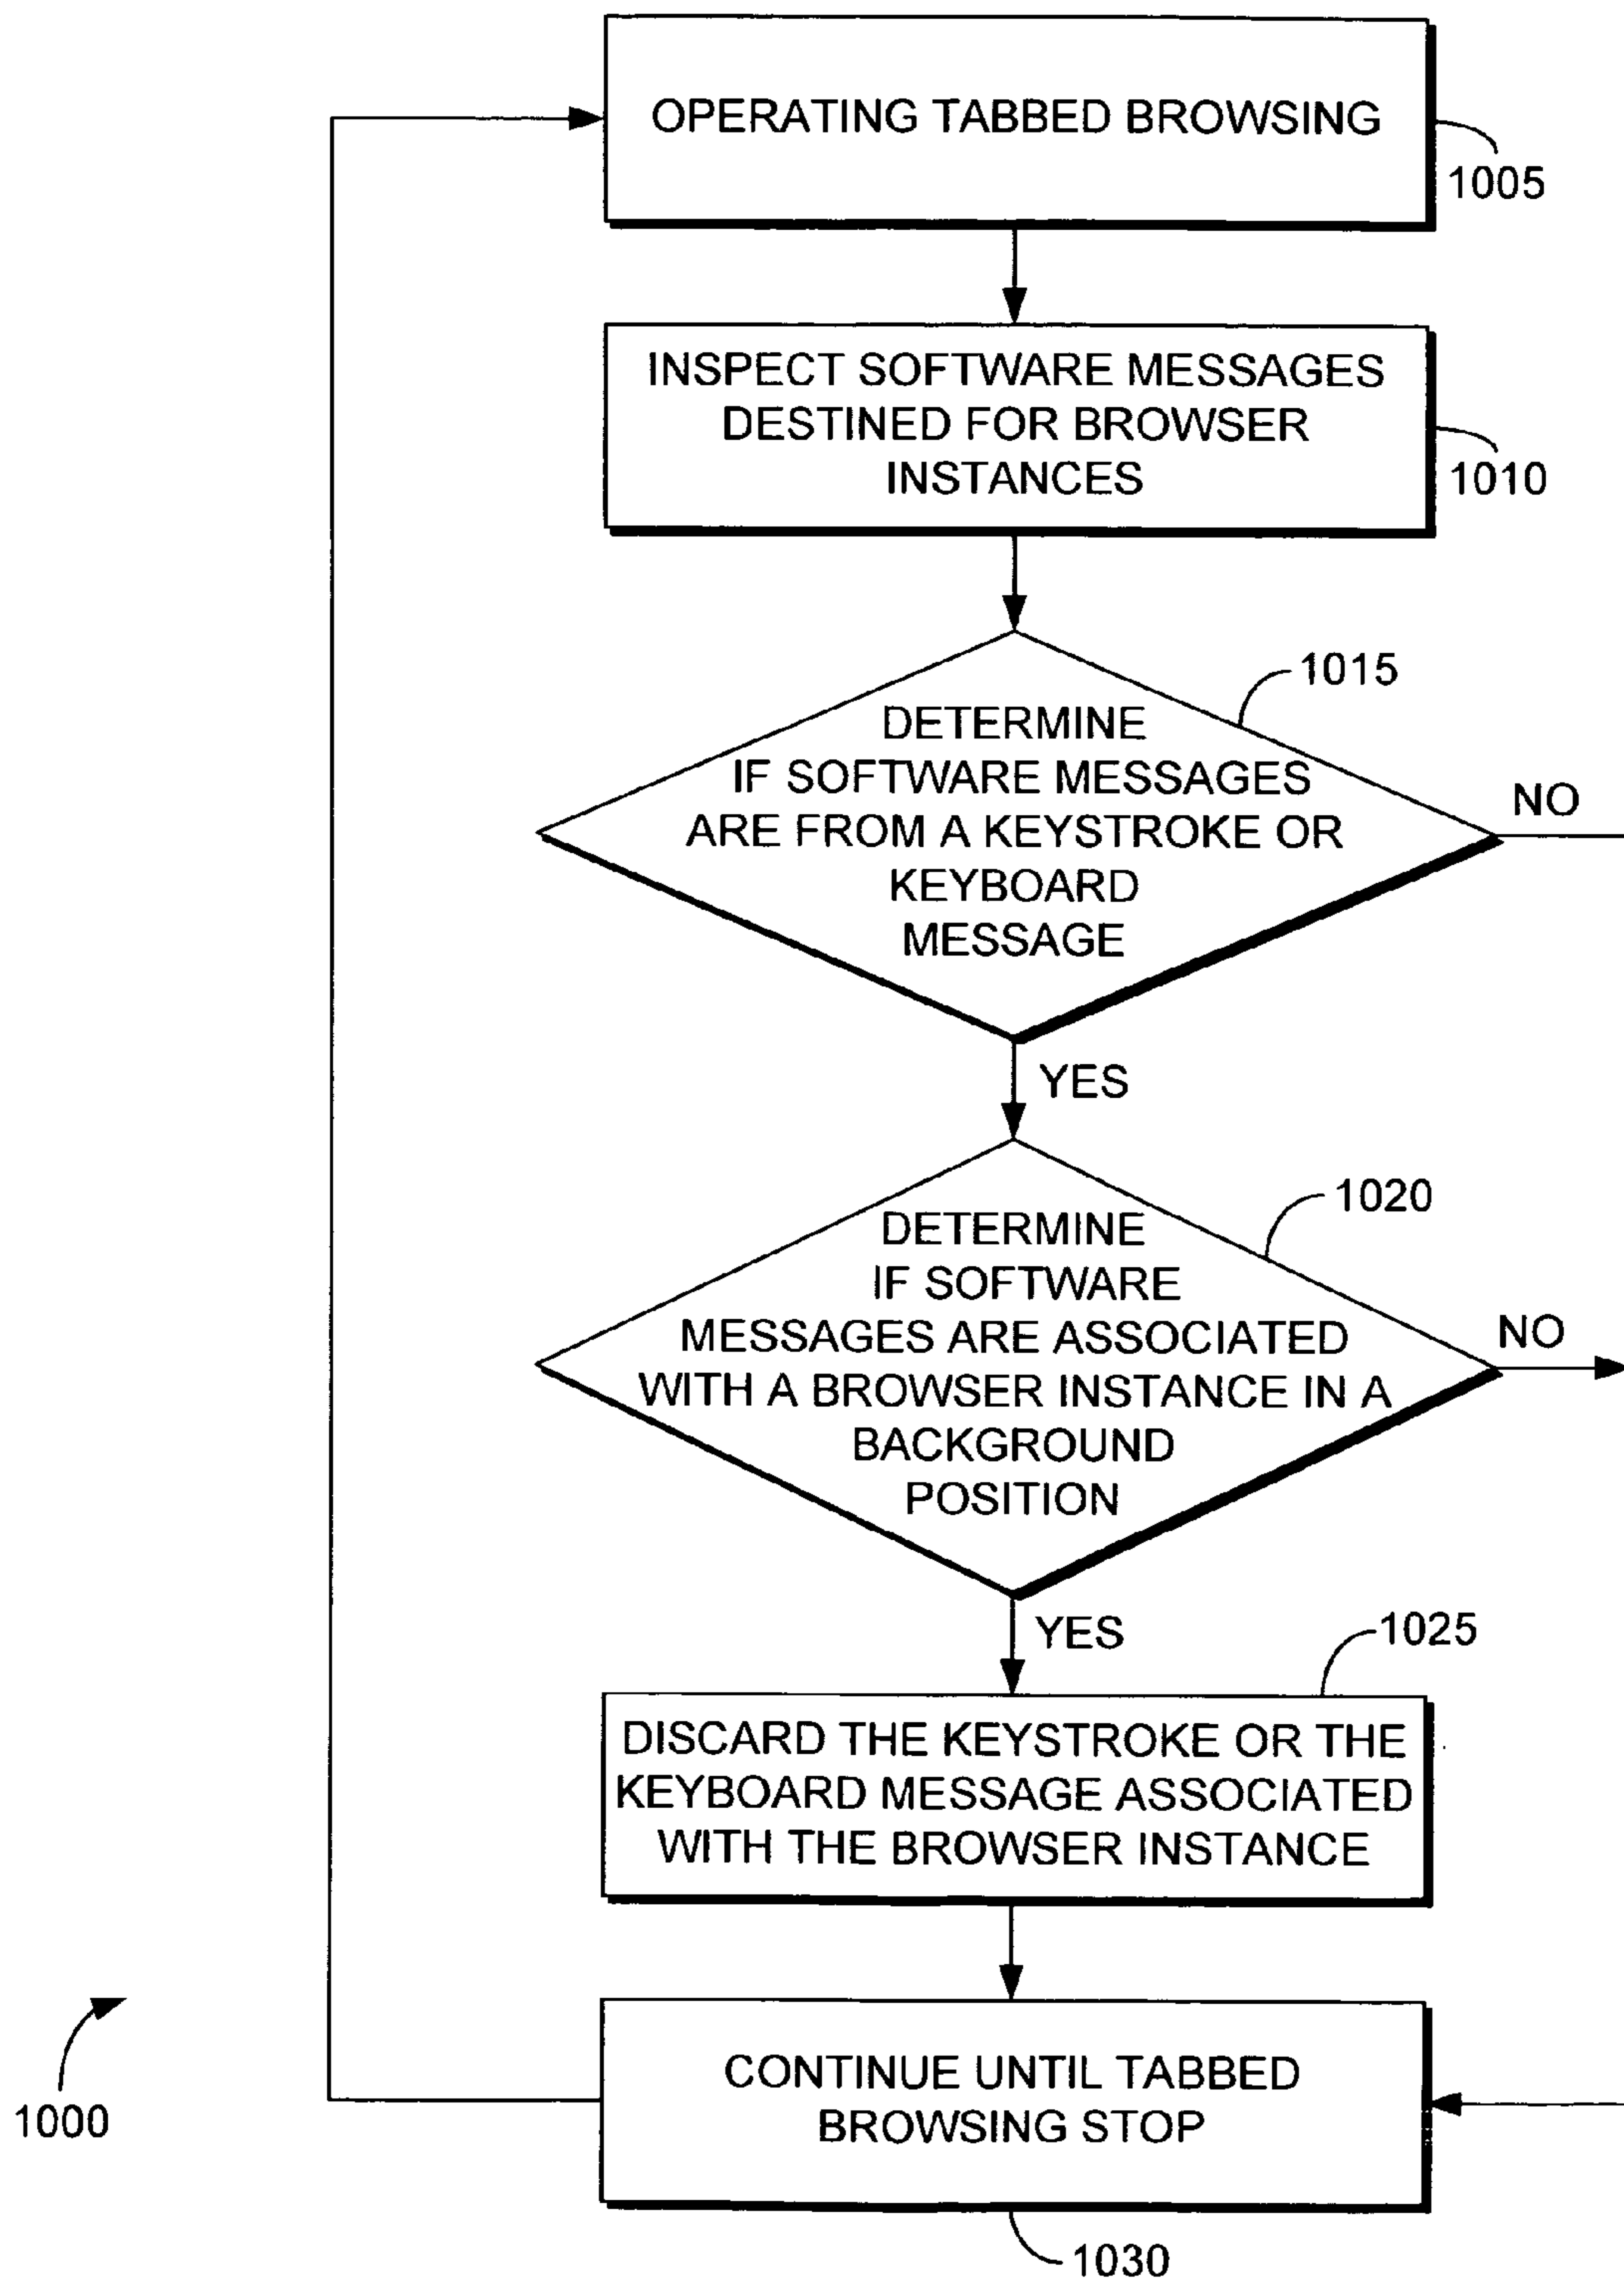 OPERATING TABBED BROWSING
1005
INSPECT SOFTWARE MESSAGES
DESTINED FOR BROWSER
INSTANCES
1010
1015
DETERMINE
IF SOFTWARE MESSAGES
ARE FROM A KEYSTROKE OR
KEYBOARD
MESSAGE
NO
YES
1020
DETERMINE
IF SOFTWARE
MESSAGES ARE ASSOCIATED
WITH A BROWSER INSTANCE IN A
BACKGROUND
POSITION
NO
YES
1025
DISCARD THE KEYSTROKE OR THE
KEYBOARD MESSAGE ASSOCIATED
WITH THE BROWSER INSTANCE
CONTINUE UNTIL TABBED
BROWSING STOP
1000
1030